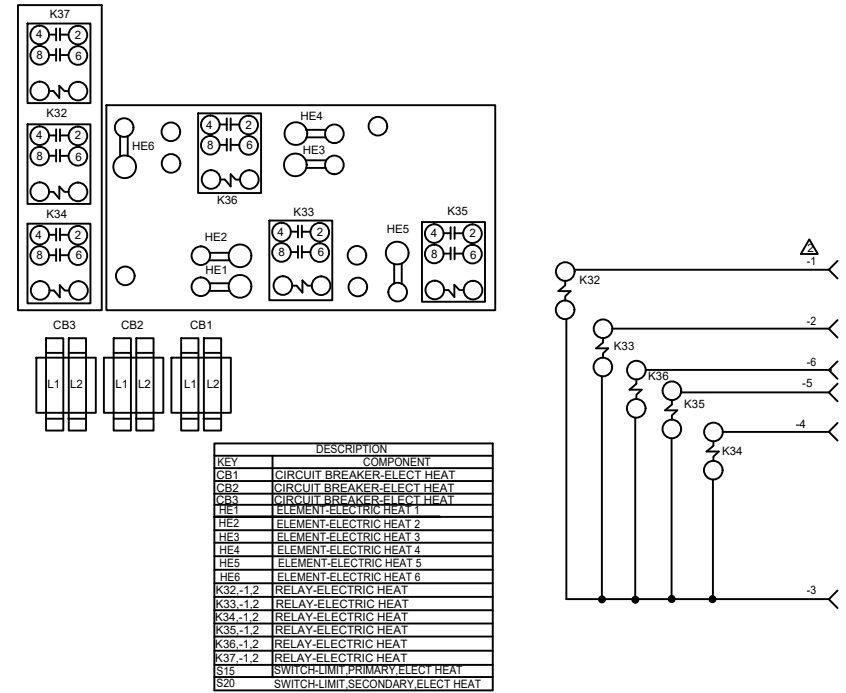 K37
4 2
8 6
K32
4 2
8 6
K34
4 2
8 6
HE6
4 2
8 6
K36
HE4
HE3
K33
4 2
8 6
HE2
HE1
HE5
K35
4 2
8 6
CB3
L1 L2
CB2
L1 L2
CB1
L1 L2
DESCRIPTION
KEY COMPONENT
CB1 CIRCUIT BREAKER-ELECT HEAT
CB2 CIRCUIT BREAKER-ELECT HEAT
CB3 CIRCUIT BREAKER-ELECT HEAT
HE1 ELEMENT-ELECTRIC HEAT 1
HE2 ELEMENT-ELECTRIC HEAT 2
HE3 ELEMENT-ELECTRIC HEAT 3
HE4 ELEMENT-ELECTRIC HEAT 4
HE5 ELEMENT-ELECTRIC HEAT 5
HE6 ELEMENT-ELECTRIC HEAT 6
K32,-1,2 RELAY-ELECTRIC HEAT
K33,-1,2 RELAY-ELECTRIC HEAT
K34,-1,2 RELAY-ELECTRIC HEAT
K35,-1,2 RELAY-ELECTRIC HEAT
K36,-1,2 RELAY-ELECTRIC HEAT
K37,-1,2 RELAY-ELECTRIC HEAT
S15 SWITCH-LIMIT,PRIMARY,ELECT HEAT
S20 SWITCH-LIMIT,SECONDARY,ELECT HEAT
2
-1
K32
-2
K33
-6
K36
-5
K35
-4
K34
-3